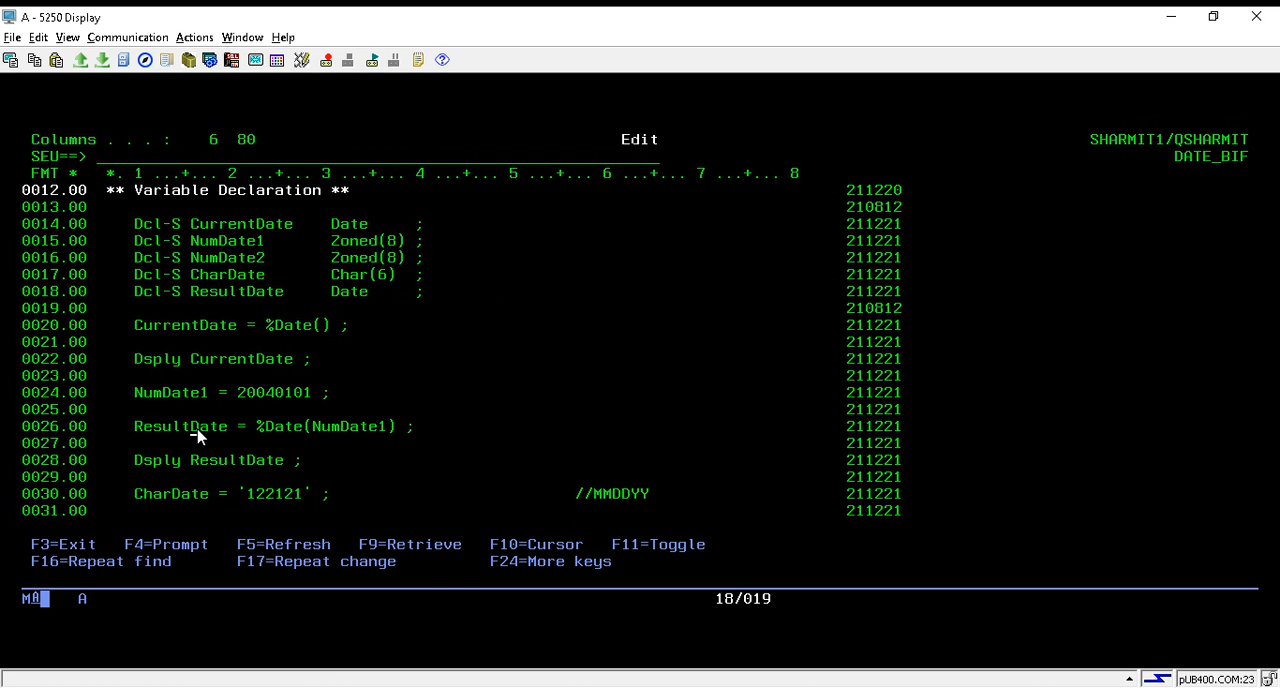 A - 5250 Display
File Edit View Communication Actions Window Help
Columns . . . : 6 80 Edit SHARMIT1/QSHARMIT
SEU==> DATE_BIF
FMT * *. 1 ...+... 2 ...+... 3 ...+... 4 ...+... 5 ...+... 6 ...+... 7 ...+... 8
0012.00 ** Variable Declaration ** 211220
0013.00 210812
0014.00 Dcl-S CurrentDate Date ; 211221
0015.00 Dcl-S NumDate1 Zoned(8) ; 211221
0016.00 Dcl-S NumDate2 Zoned(8) ; 211221
0017.00 Dcl-S CharDate Char(6) ; 211221
0018.00 Dcl-S ResultDate Date ; 211221
0019.00 210812
0020.00 CurrentDate = %Date() ; 211221
0021.00 211221
0022.00 Dsply CurrentDate ; 211221
0023.00 211221
0024.00 NumDate1 = 20040101 ; 211221
0025.00 211221
0026.00 ResultDate = %Date(NumDate1) ; 211221
0027.00 211221
0028.00 Dsply ResultDate ; 211221
0029.00 211221
0030.00 CharDate = '122121' ; //MMDDYY 211221
0031.00 211221
F3=Exit F4=Prompt F5=Refresh F9=Retrieve F10=Cursor F11=Toggle
F16=Repeat find F17=Repeat change F24=More keys
MA A 18/019
pUB400.COM:23